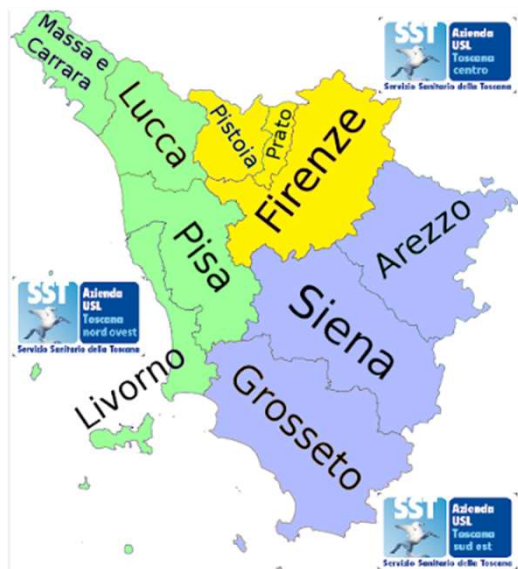 Massa e
Carrara
SST
Azienda
USL
Toscana
centro
Servizio Sanitario della Toscana
Lucca
Pistoia
Prato
Firenze
Arezzo
Pisa
Siena
SST
Azienda
USL
Toscana
nord ovest
Servizio Sanitario della Toscana
Livorno
Grosseto
SST
Azienda
USL
Toscana
sud est
Servizio Sanitario della Toscana